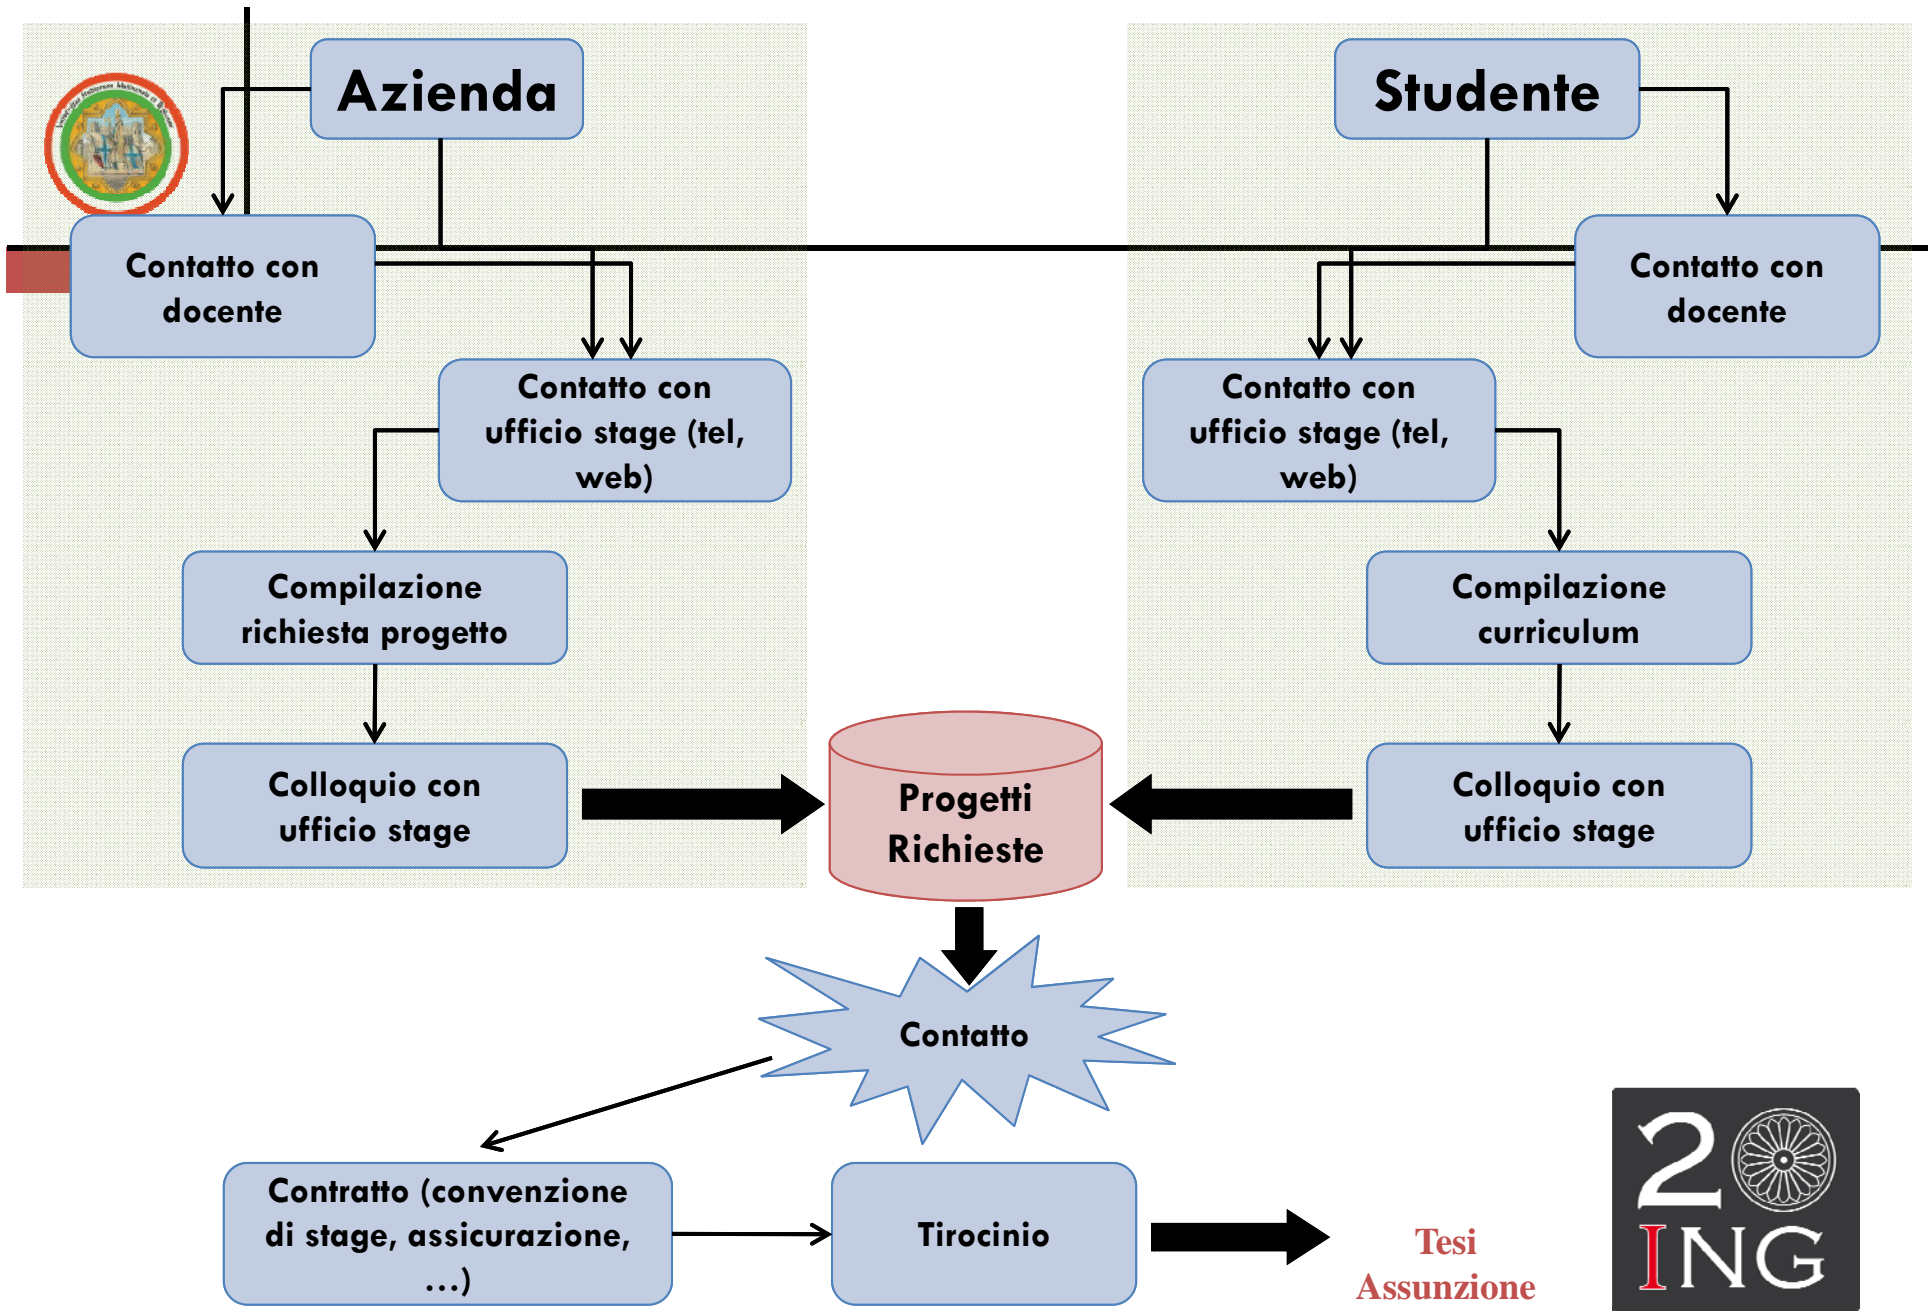 Azienda
Studente
Contatto con
docente
Contatto con
docente
Contatto con
ufficio stage (tel,
web)
Contatto con
ufficio stage (tel,
web)
Compilazione
richiesta progetto
Compilazione
curriculum
Colloquio con
ufficio stage
Progetti
Richieste
Colloquio con
ufficio stage
Contatto
Contratto (convenzione
di stage, assicurazione,
...)
Tirocinio
Tesi
Assunzione
20
ING